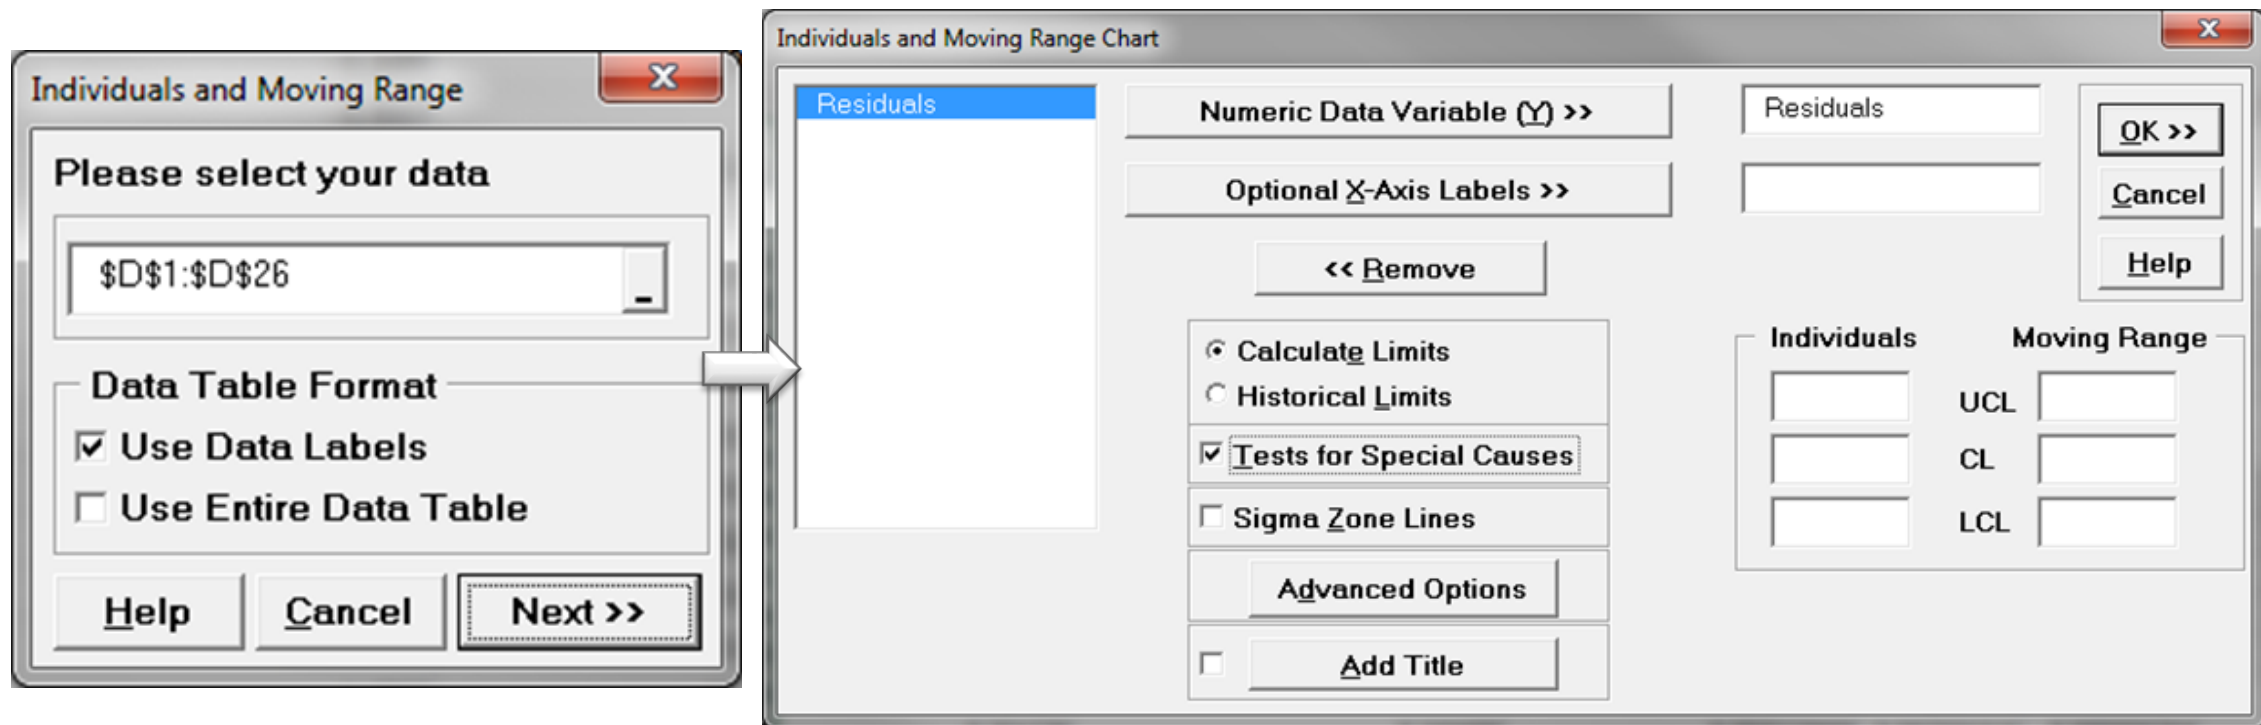 Individuals and Moving Range
X
Please select your data
$D$1:$D$26
Data Table Format
Use Data Labels
Use Entire Data Table
Help
Cancel
Next >>
Individuals and Moving Range Chart
X
Residuals
Numeric Data Variable (Y) >>
Residuals
Optional X-Axis Labels >>
<< Remove
OK >>
Cancel
Help
Calculate Limits
Historical Limits
Tests for Special Causes
Sigma Zone Lines
Advanced Options
Add Title
Individuals Moving Range
UCL
CL
LCL